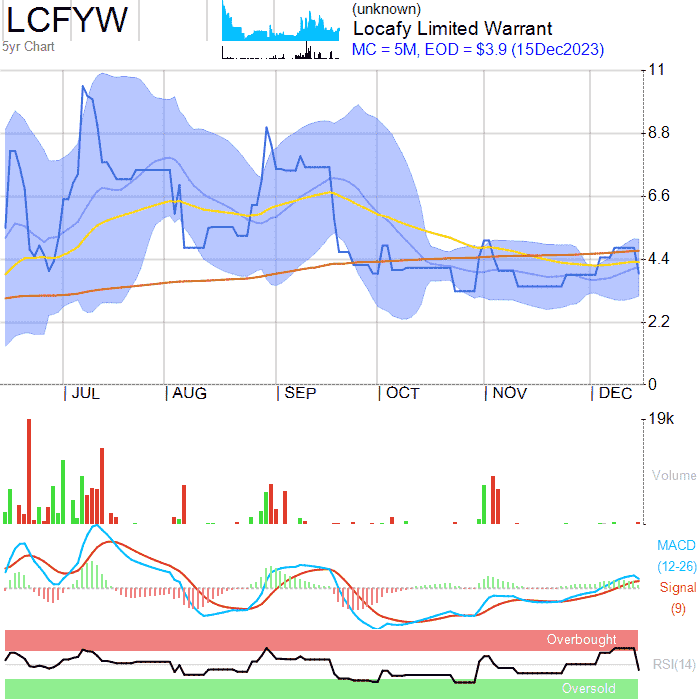 LCFYW
5yr Chart
(unknown)
Locafy Limited Warrant
MC = 5M, EOD = $3.9 (15Dec2023)
11
8.8
6.6
4.4
2.2
0
JUL AUG SEP OCT NOV DEC
19k
Volume
MACD
(12-26)
Signal
(9)
Overbought
RSI(14)
Oversold